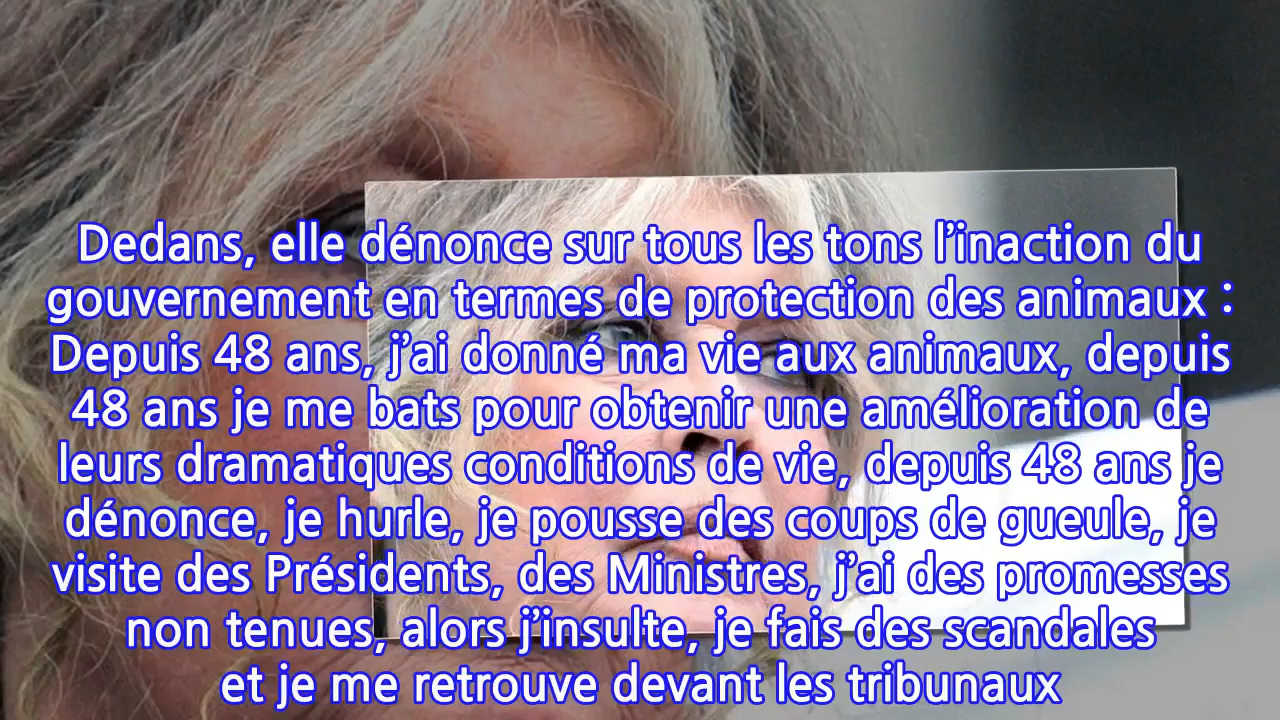 Dedans, elle dénonce sur tous les tons l’inaction du
gouvernement en termes de protection des animaux :
Depuis 48 ans, j’ai donné ma vie aux animaux, depuis
48 ans je me bats pour obtenir une amélioration de
leurs dramatiques conditions de vie, depuis 48 ans je
dénonce, je hurle, je pousse des coups de gueule, je
visite des Présidents, des Ministres, j’ai des promesses
non tenues, alors j’insulte, je fais des scandales
et je me retrouve devant les tribunaux